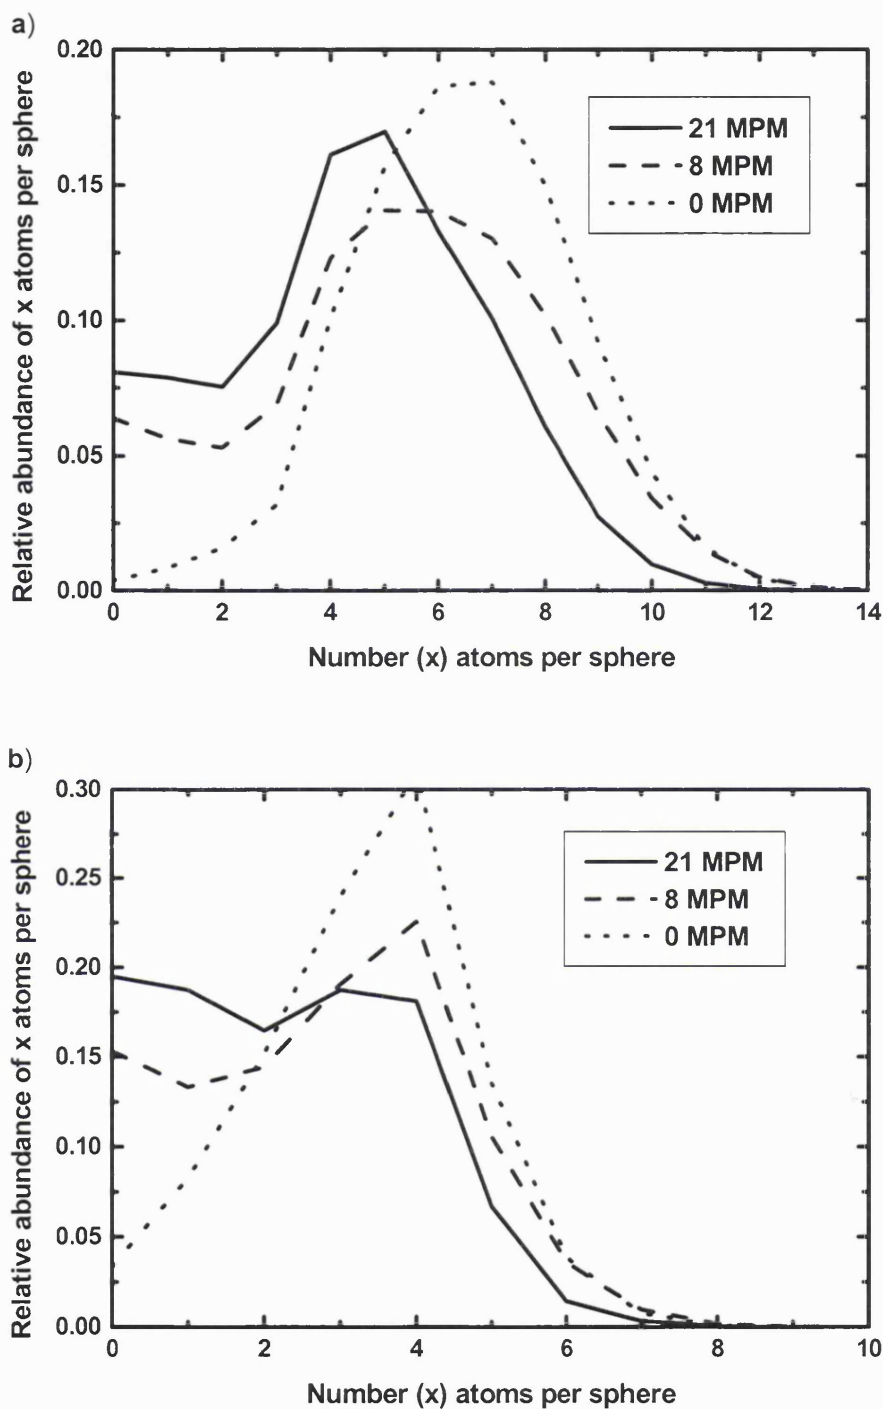 a)
Relative abundance of x atoms per sphere
0.20
0.15
0.10
0.05
0.00
21 MPM
8 MPM
0 MPM
0 2 4 6 8 10 12 14
Number (x) atoms per sphere
b)
Relative abundance of x atoms per sphere
0.30
0.25
0.20
0.15
0.10
0.05
0.00
21 MPM
8 MPM
0 MPM
0 2 4 6 8 10
Number (x) atoms per sphere